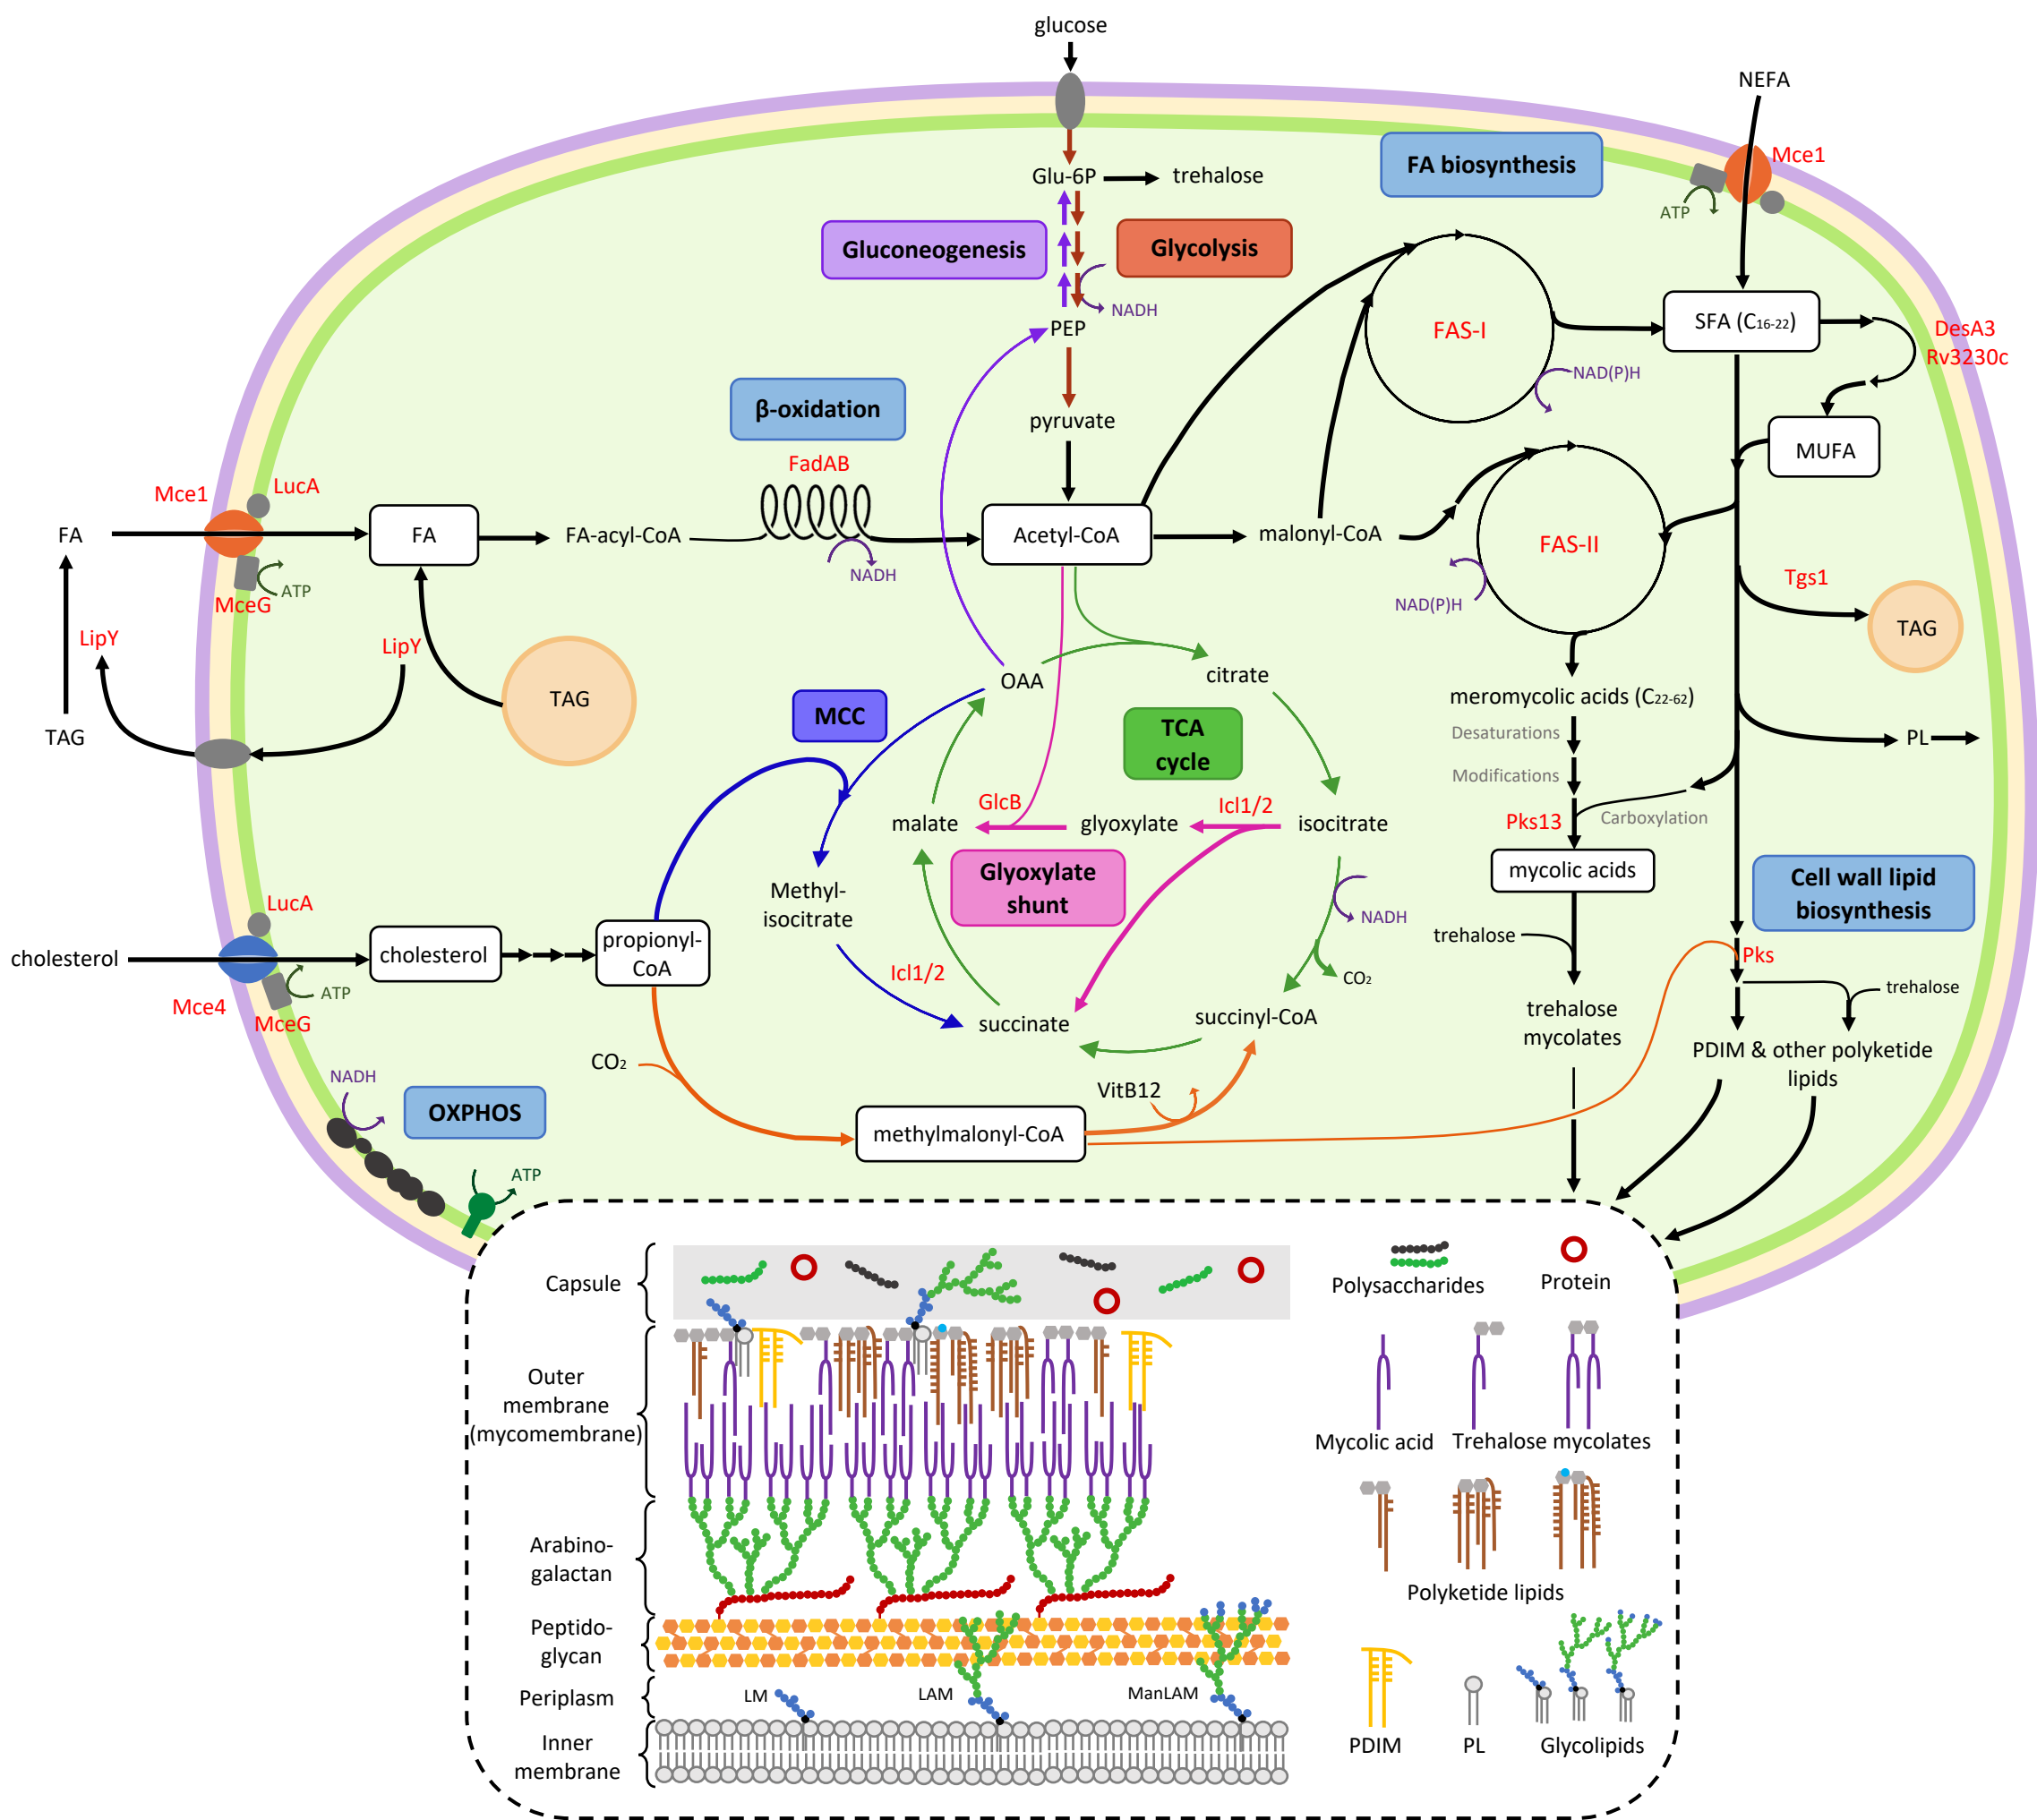 glucose
NEFA
Mce1
ATP
FA biosynthesis
Glu-6P
trehalose
Gluconeogenesis
Glycolysis
NADH
PEP
FAS-I
SFA (C16-22)
DesA3
Rv3230c
NAD(P)H
β-oxidation
pyruvate
MUFA
FadAB
Mce1
LucA
FA
FA
FA-acyl-CoA
Acetyl-CoA
malonyl-CoA
FAS-II
NADH
ATP
MceG
NAD(P)H
Tgs1
LipY
LipY
TAG
TAG
TAG
OAA
citrate
meromycolic acids (C22-62)
MCC
TCA
cycle
Desaturations
PL
Modifications
GlcB
Icl1/2
malate
glyoxylate
isocitrate
Pks13
Carboxylation
Glyoxylate
shunt
mycolic acids
Cell wall lipid
biosynthesis
Methyl-
isocitrate
NADH
LucA
cholesterol
cholesterol
propionyl-
CoA
trehalose
Pks
Icl1/2
CO2
ATP
Mce4
MceG
trehalose
succinate
succinyl-CoA
trehalose
mycolates
PDIM & other polyketide
lipids
CO2
NADH
VitB12
OXPHOS
methylmalonyl-CoA
ATP
Capsule
Polysaccharides
Protein
Outer
membrane
(mycomembrane)
Mycolic acid
Trehalose mycolates
Arabino-
galactan
Polyketide lipids
Peptido-
glycan
Periplasm
LM
LAM
ManLAM
Inner
membrane
PDIM
PL
Glycolipids